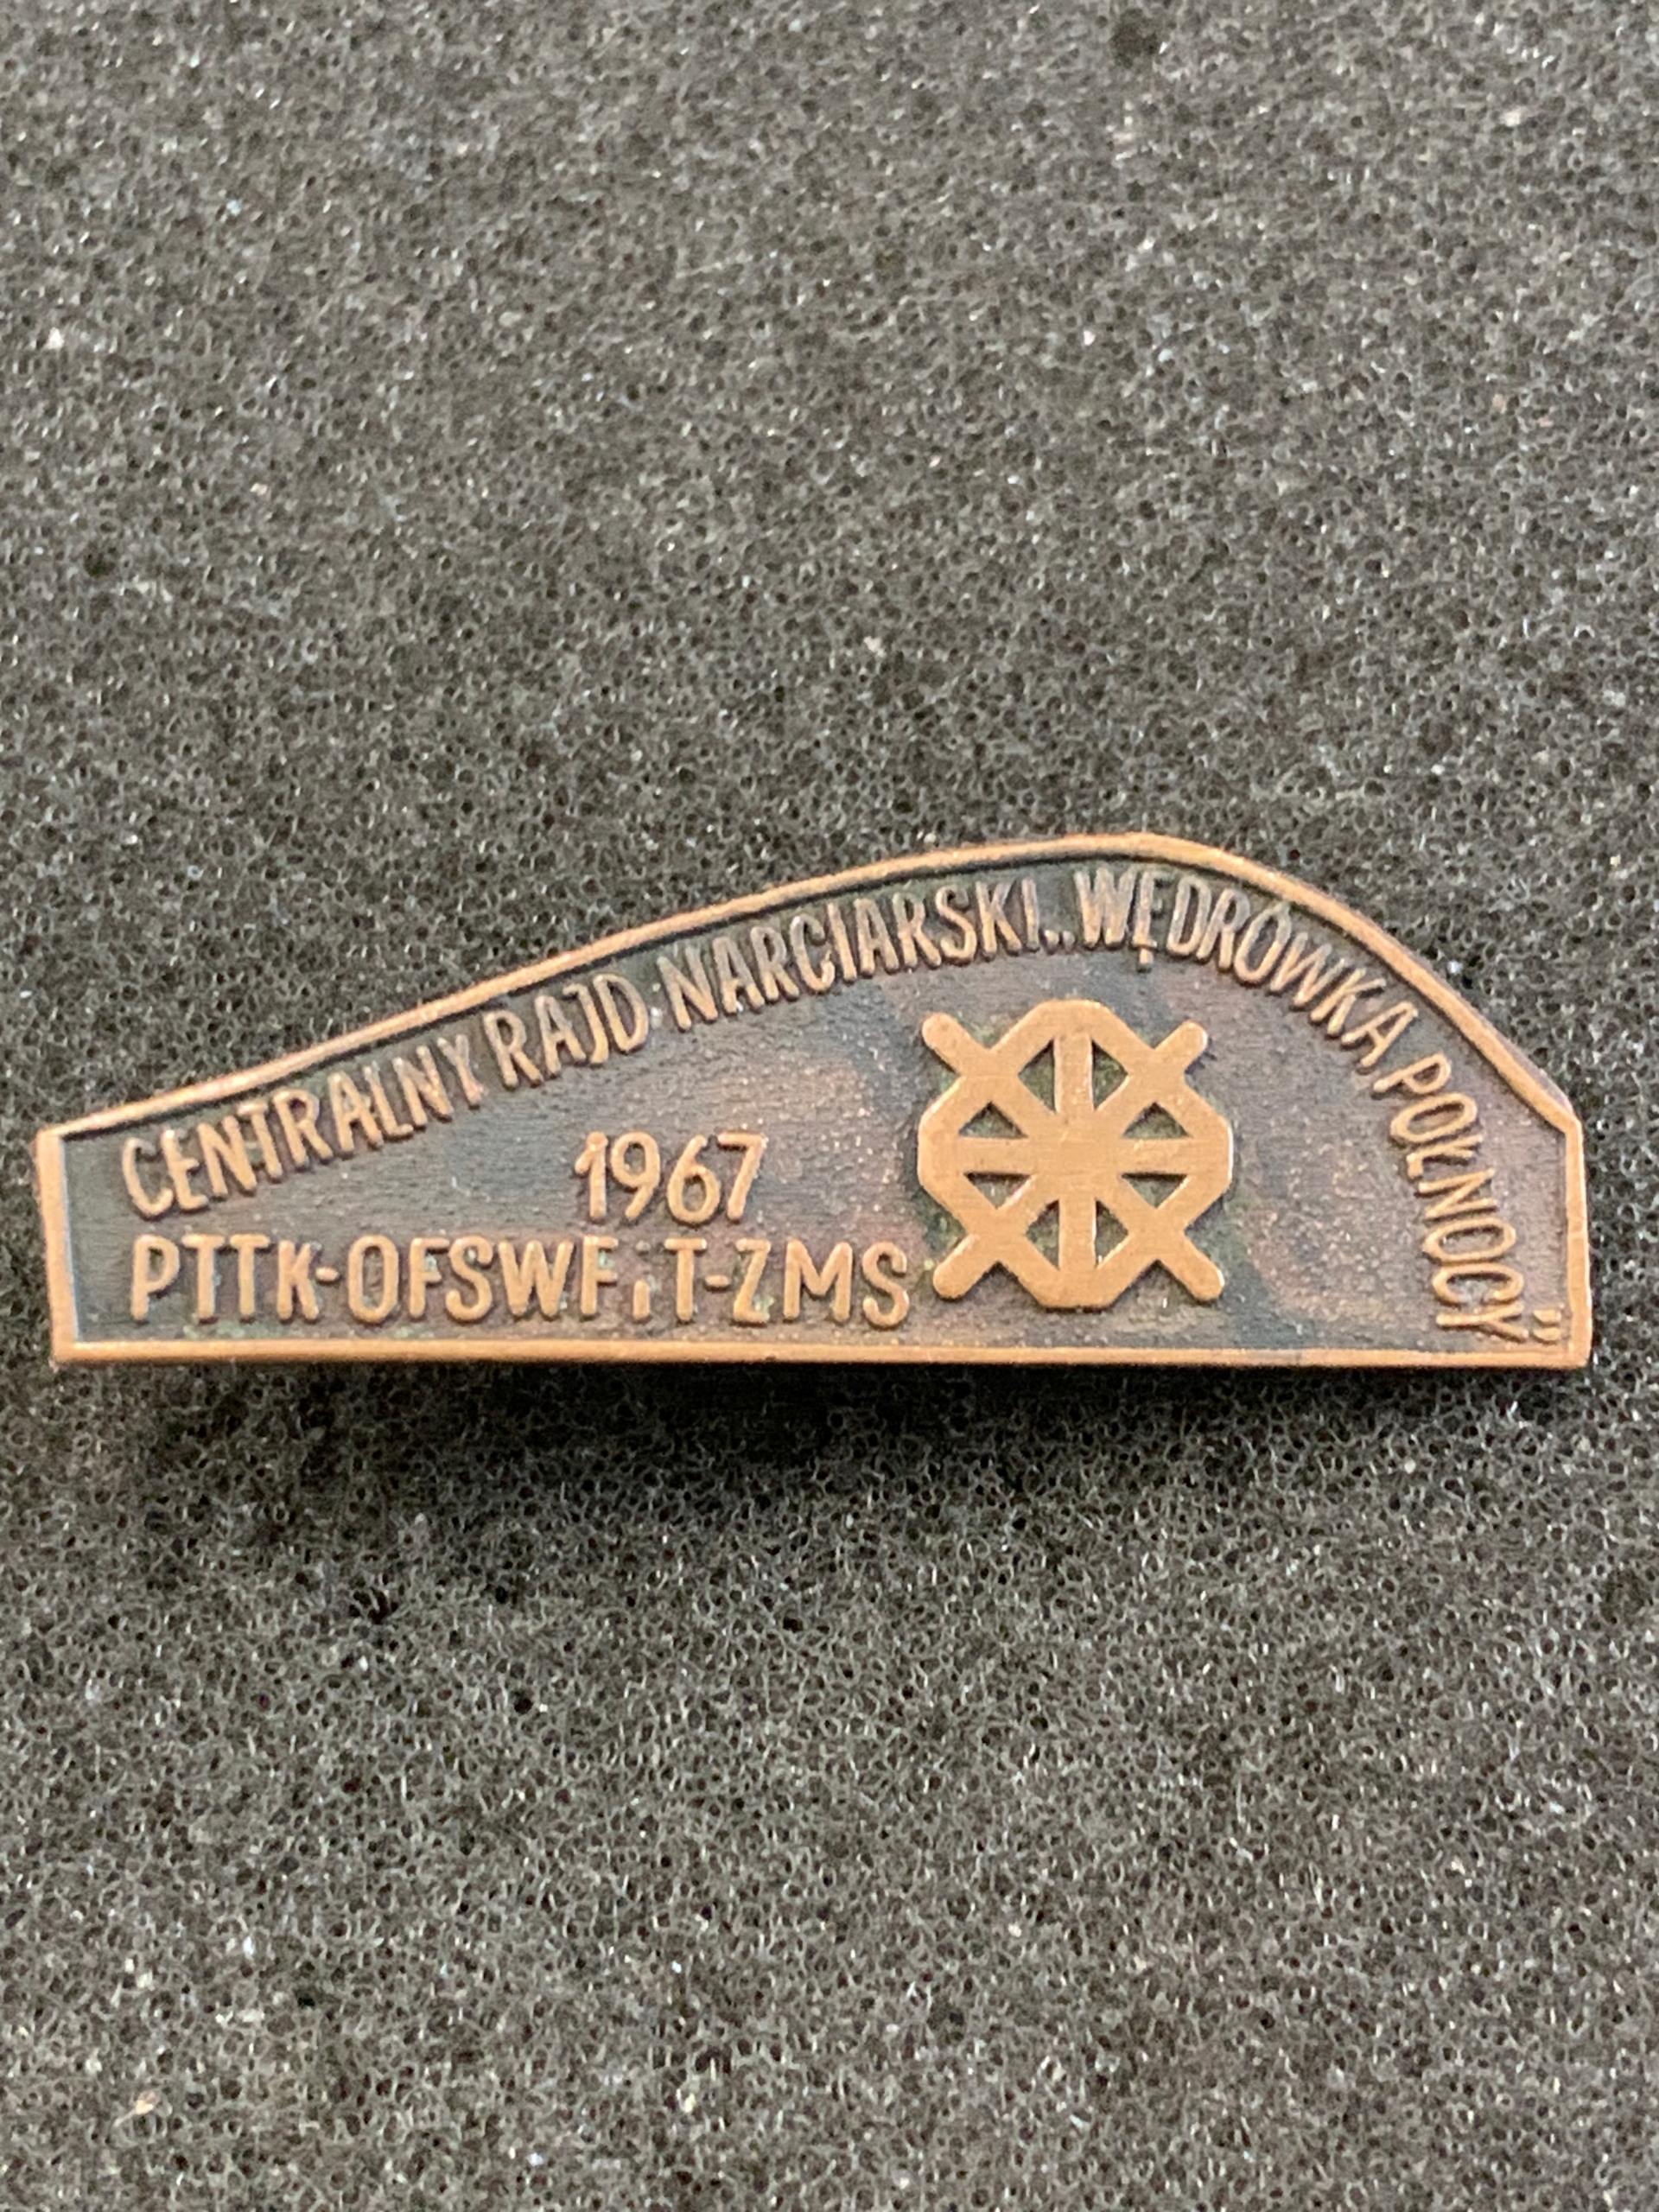 CENTRALNY RAJD NARCIARSKI „WĘDRÓWKA PÓŁNOCY”
1967
PTTK-OFSWF i T-ZMS